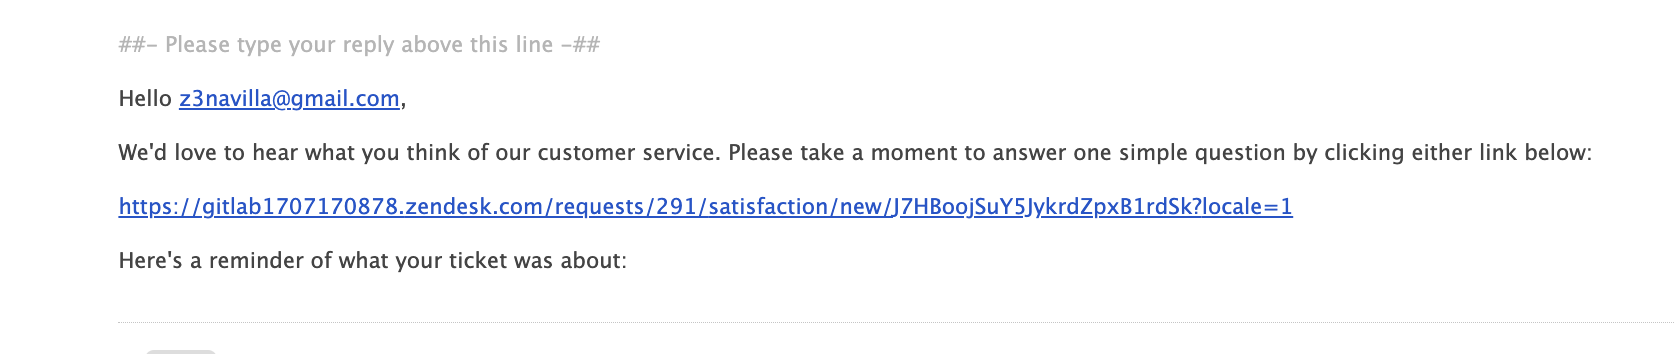 ##- Please type your reply above this line -##
Hello z3navilla@gmail.com,
We'd love to hear what you think of our customer service. Please take a moment to answer one simple question by clicking either link below:
https://gitlab1707170878.zendesk.com/requests/291/satisfaction/new/J7HBoojSuY5JykrdZpxB1rdSk?locale=1
Here's a reminder of what your ticket was about: